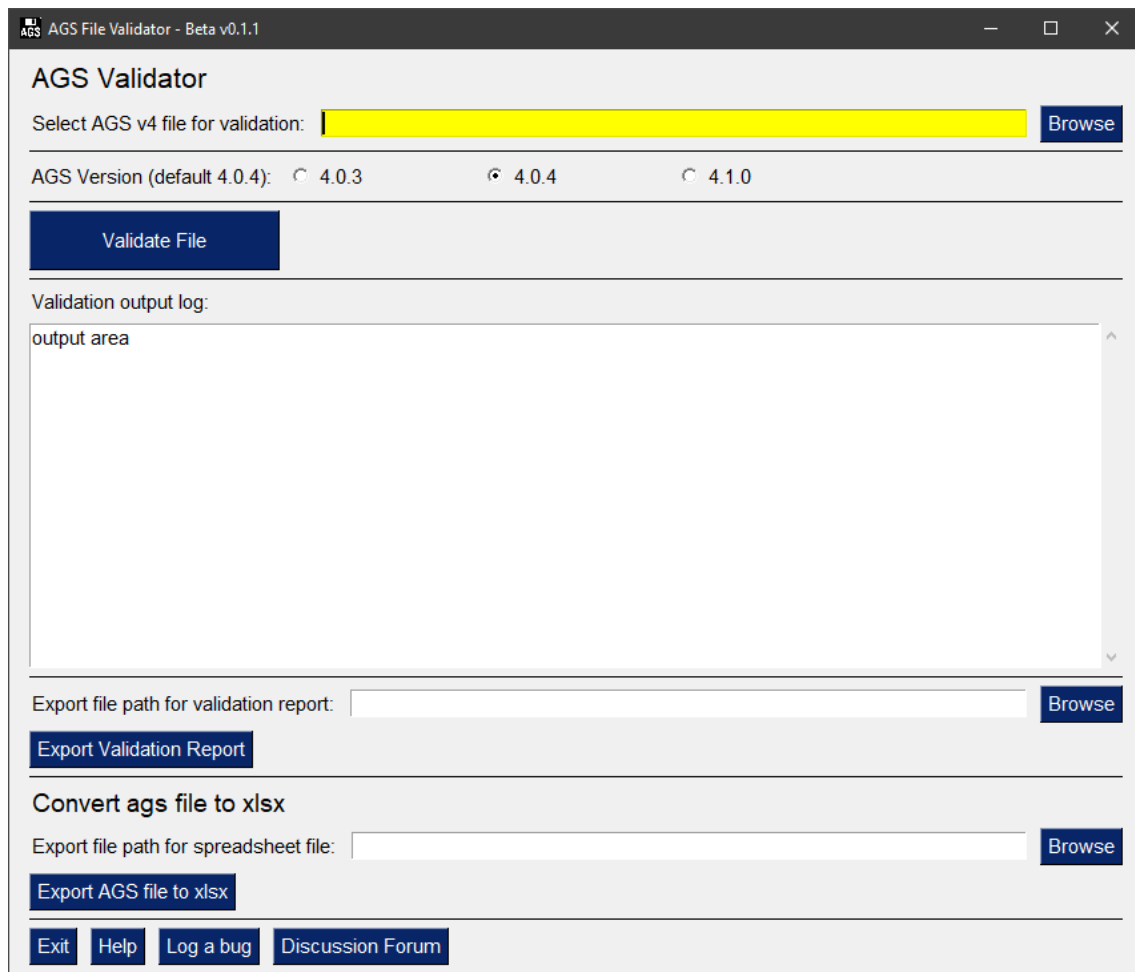 AGS AGS File Validator - Beta v0.1.1
AGS Validator
Select AGS v4 file for validation: Browse
AGS Version (default 4.0.4): 4.0.3 4.0.4 4.1.0
Validate File
Validation output log:
output area
Export file path for validation report: Browse
Export Validation Report
Convert ags file to xlsx
Export file path for spreadsheet file: Browse
Export AGS file to xlsx
Exit Help Log a bug Discussion Forum